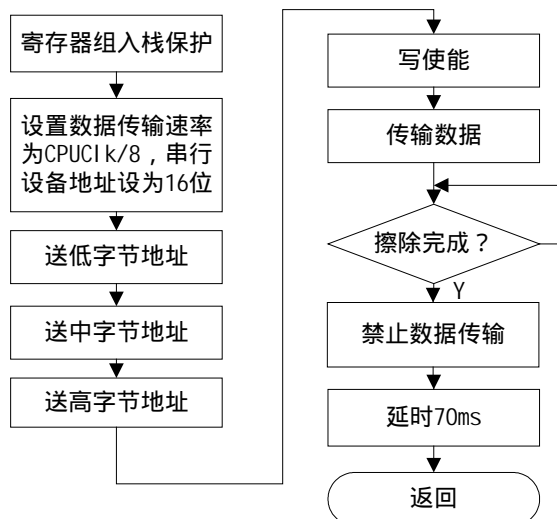 寄存器组入栈保护
设置数据传输速率
为CPUClk/8，串行
设备地址设为16位
送低字节地址
送中字节地址
送高字节地址
写使能
传输数据
擦除完成？
Y
禁止数据传输
延时70ms
返回